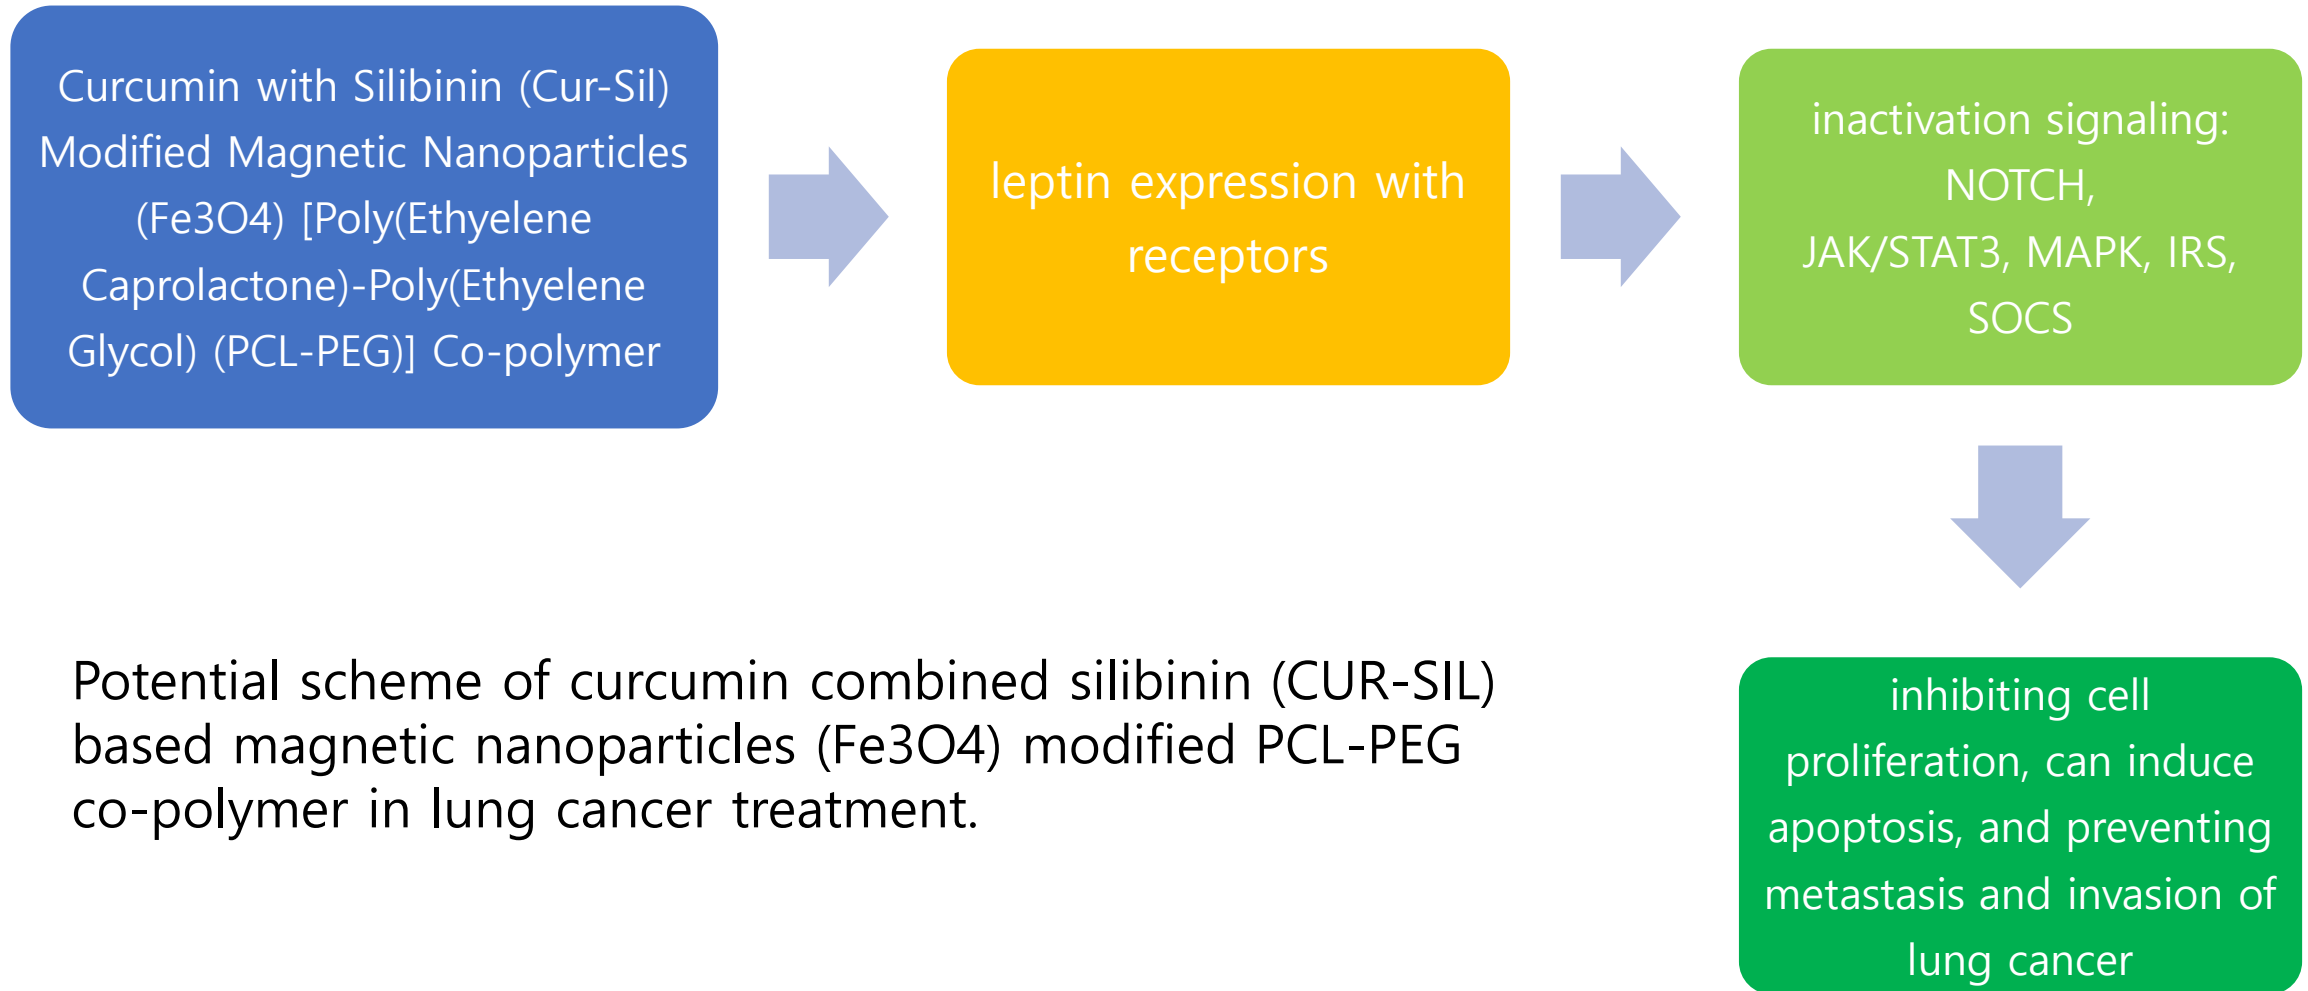 Curcumin with Silibinin (Cur-Sil)
Modified Magnetic Nanoparticles
(Fe3O4) [Poly(Ethyelene
Caprolactone)-Poly(Ethyelene
Glycol) (PCL-PEG)] Co-polymer
leptin expression with
receptors
inactivation signaling:
NOTCH,
JAK/STAT3, MAPK, IRS,
SOCS
inhibiting cell
proliferation, can induce
apoptosis, and preventing
metastasis and invasion of
lung cancer
Potential scheme of curcumin combined silibinin (CUR-SIL)
based magnetic nanoparticles (Fe3O4) modified PCL-PEG
co-polymer in lung cancer treatment.